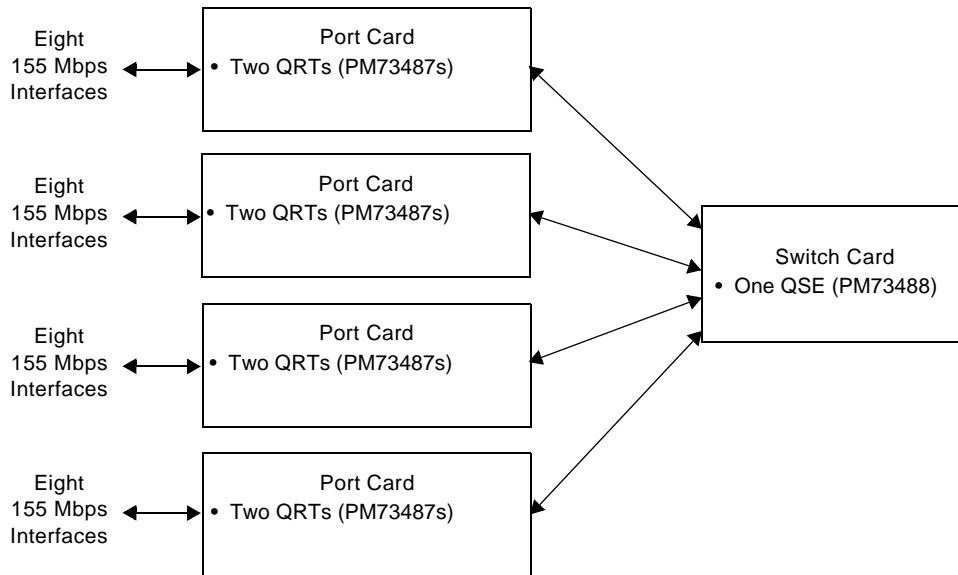 Eight
155 Mbps
Interfaces
Port Card
• Two QRTs (PM73487s)
Eight
155 Mbps
Interfaces
Port Card
• Two QRTs (PM73487s)
Eight
155 Mbps
Interfaces
Port Card
• Two QRTs (PM73487s)
Eight
155 Mbps
Interfaces
Port Card
• Two QRTs (PM73487s)
Switch Card
• One QSE (PM73488)